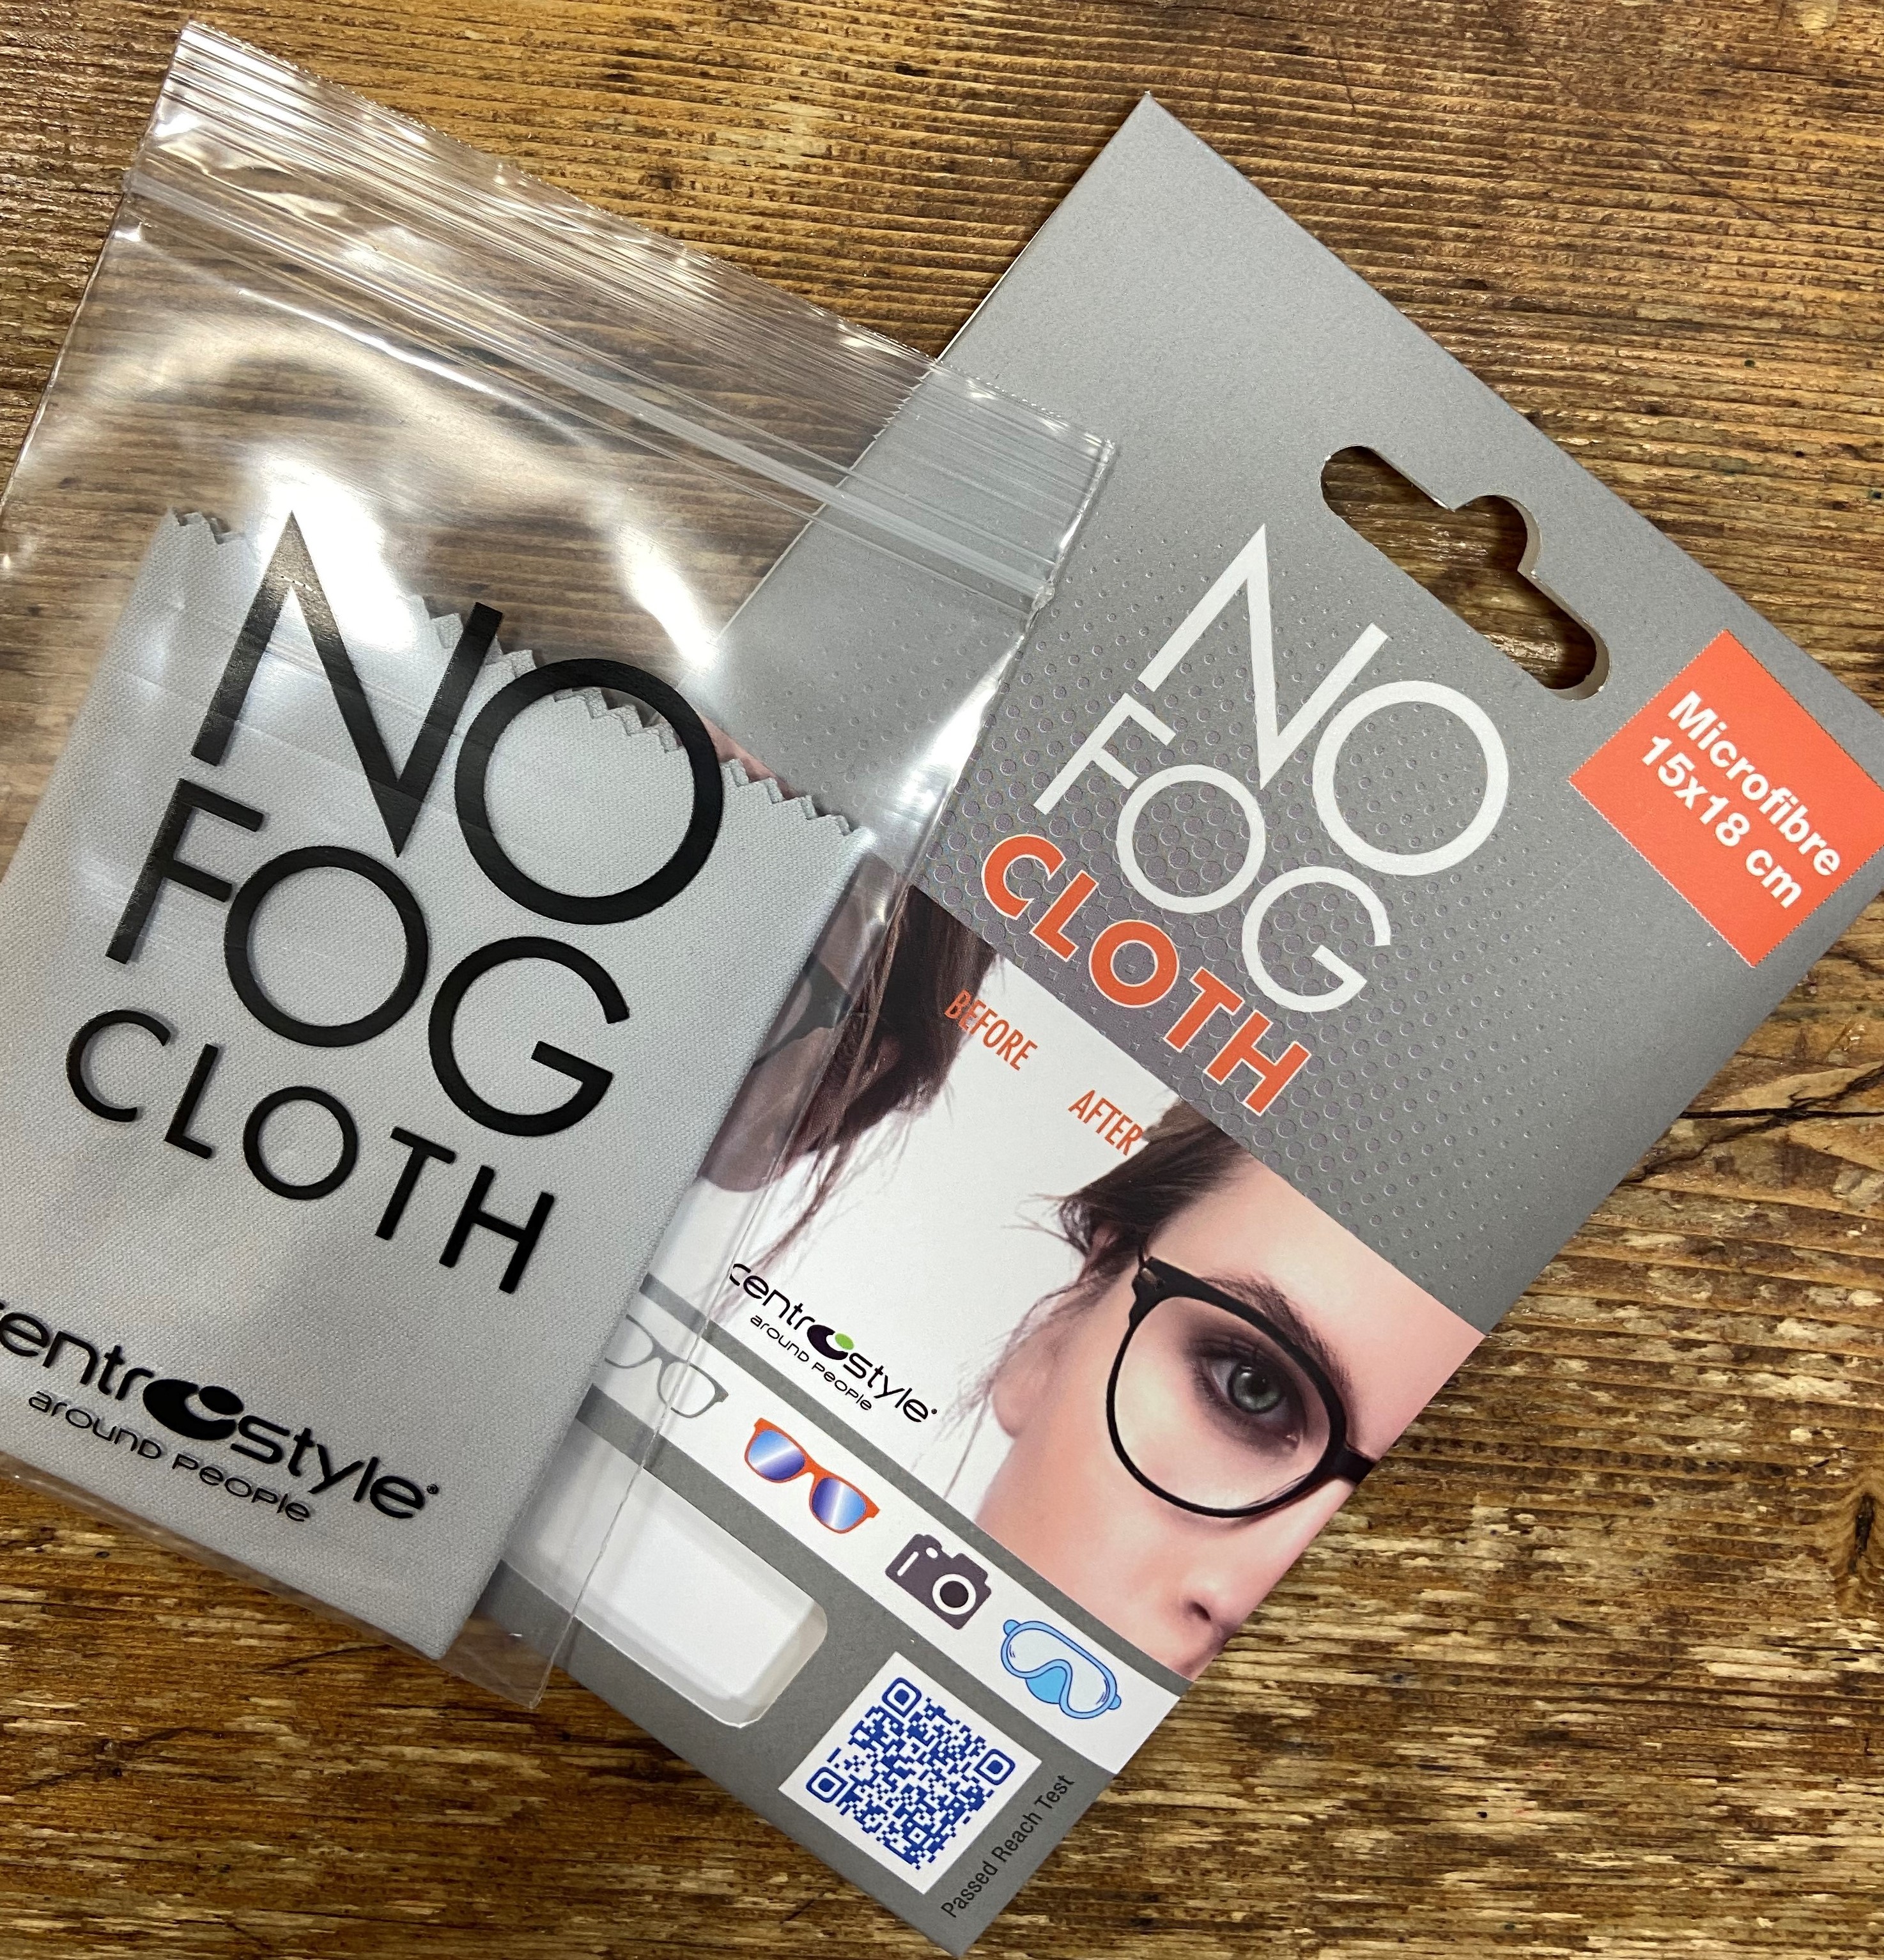 NO
FOG
CLOTH
centrostyle®
around people
NO
FOG
CLOTH
Microfibre
15x18 cm
BEFORE
AFTER
centrostyle®
around people
Passed Reach Test